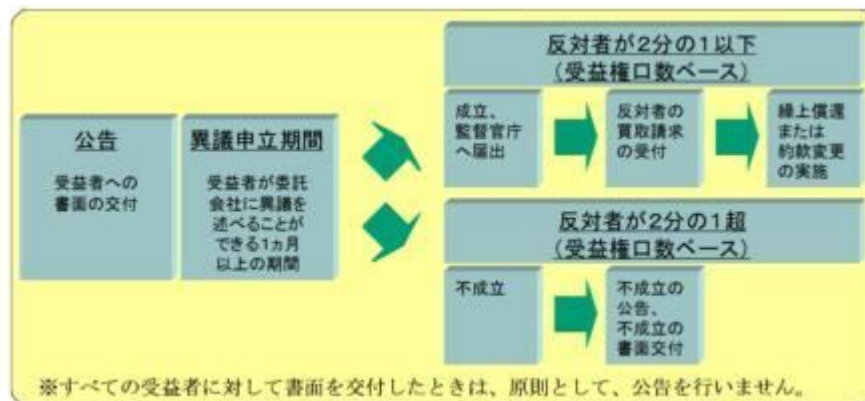 公告
受益者への
書面の交付
異議申立期間
受益者が委託
会社に異議を
述べることが
できる1ヵ月
以上の期間
反対者が2分の1以下
(受益権口数ベース)
成立、
監督官庁
へ届出
反対者の
買取請求
の受付
繰上償還
または
約款変更
の実施
反対者が2分の1超
(受益権口数ベース)
不成立
不成立の
公告、
不成立の
書面交付
※すべての受益者に対して書面を交付したときは、原則として、公告を行いません。